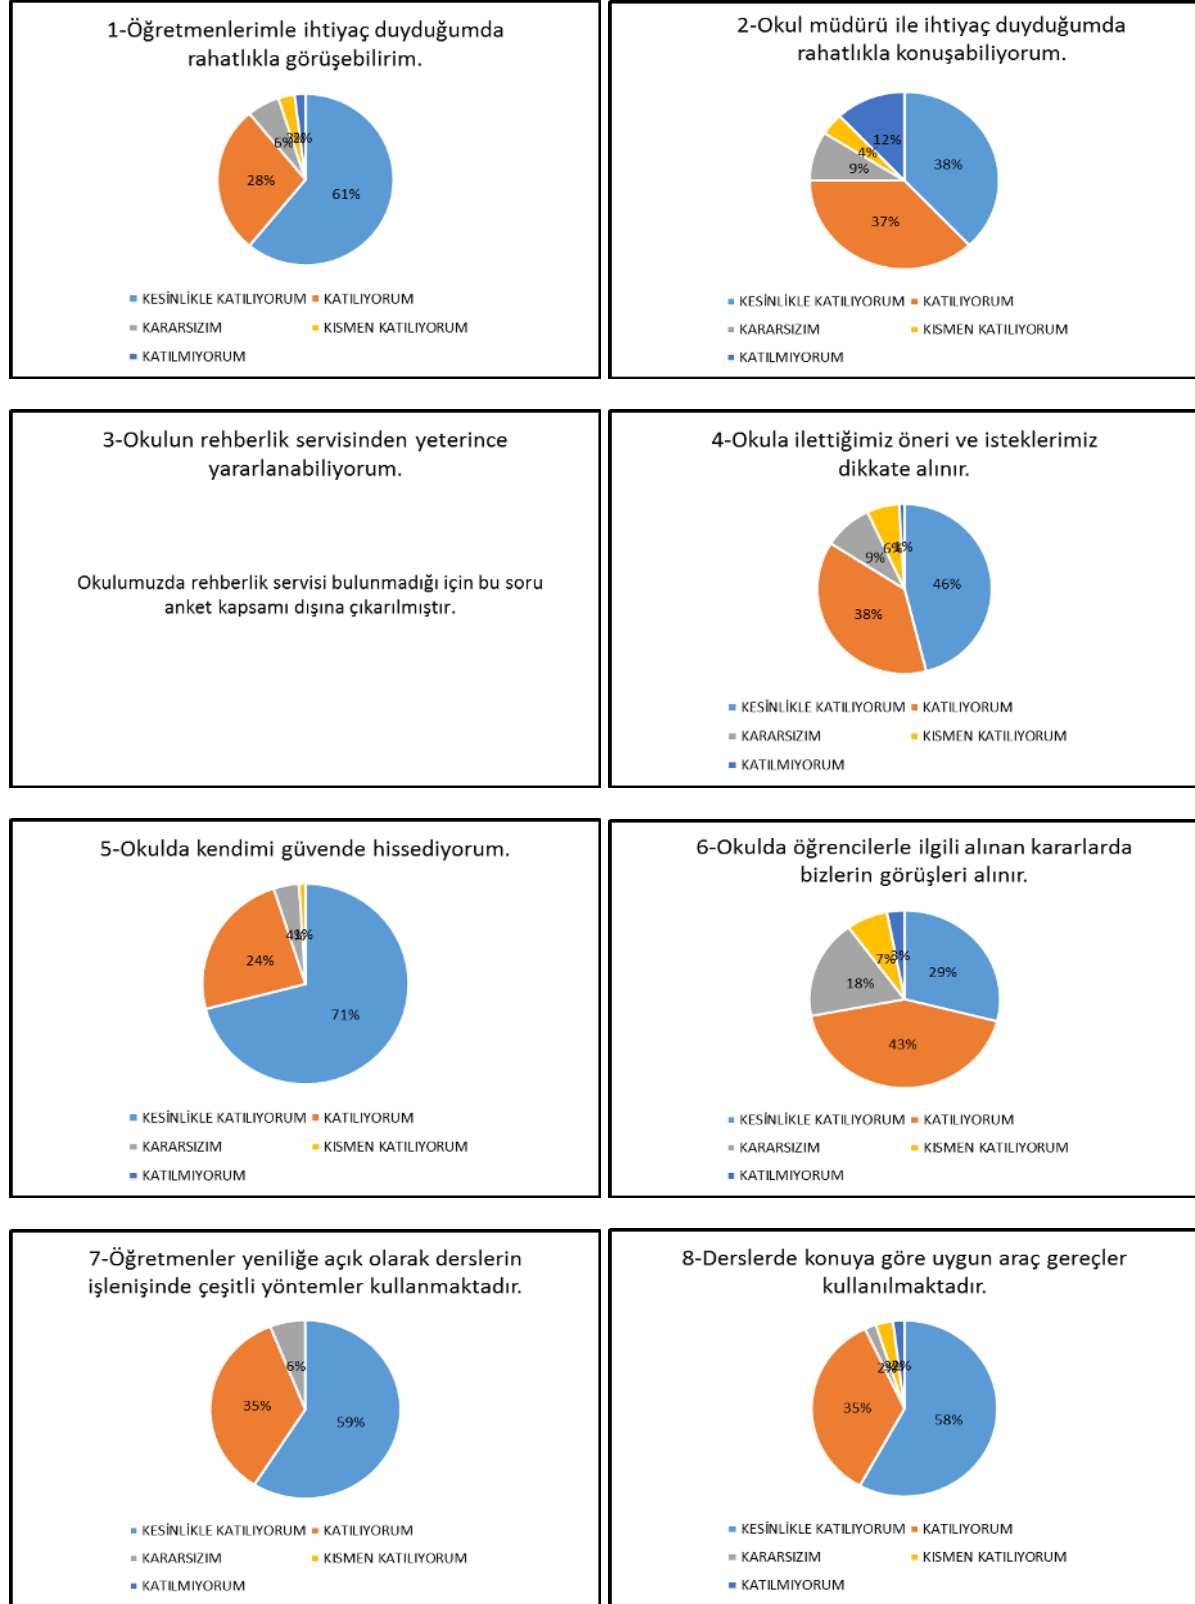 1-Öğretmenlerimle ihtiyaç duyduğumda
rahatlıkla görüşebilirim.
6%
2%
28%
61%
KESİNLİKLE KATILIYORUM
KATILIYORUM
KARARSIZIM
KISMEN KATILIYORUM
KATILMIYORUM
2-Okul müdürü ile ihtiyaç duyduğumda
rahatlıkla konuşabiliyorum.
12%
4%
9%
38%
37%
KESİNLİKLE KATILIYORUM
KATILIYORUM
KARARSIZIM
KISMEN KATILIYORUM
KATILMIYORUM
3-Okulun rehberlik servisinden yeterince
yararlanabiliyorum.
Okulumuzda rehberlik servisi bulunmadığı için bu soru
anket kapsamı dışına çıkarılmıştır.
4-Okula ilettiğimiz öneri ve isteklerimiz
dikkate alınır.
9%
6%
1%
46%
38%
KESİNLİKLE KATILIYORUM
KATILIYORUM
KARARSIZIM
KISMEN KATILIYORUM
KATILMIYORUM
5-Okulda kendimi güvende hissediyorum.
4%
1%
24%
71%
KESİNLİKLE KATILIYORUM
KATILIYORUM
KARARSIZIM
KISMEN KATILIYORUM
KATILMIYORUM
6-Okulda öğrencilerle ilgili alınan kararlarda
bizlerin görüşleri alınır.
7%
3%
29%
18%
43%
KESİNLİKLE KATILIYORUM
KATILIYORUM
KARARSIZIM
KISMEN KATILIYORUM
KATILMIYORUM
7-Öğretmenler yeniliğe açık olarak derslerin
işlenişinde çeşitli yöntemler kullanmaktadır.
6%
35%
59%
KESİNLİKLE KATILIYORUM
KATILIYORUM
KARARSIZIM
KISMEN KATILIYORUM
KATILMIYORUM
8-Derslerde konuya göre uygun araç gereçler
kullanılmaktadır.
2%
2%
35%
58%
KESİNLİKLE KATILIYORUM
KATILIYORUM
KARARSIZIM
KISMEN KATILIYORUM
KATILMIYORUM